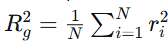 R_g^2 = \frac{1}{N} \sum_{i=1}^{N} r_i^2